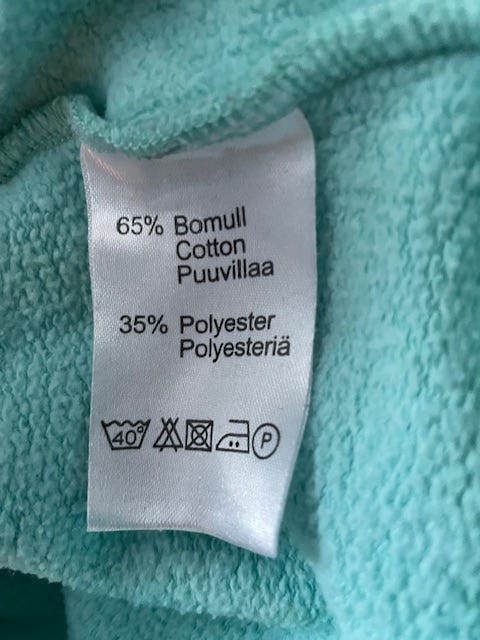 65% Bomull
Cotton
Puuvillaa
35% Polyester
Polyesteriä
40° P